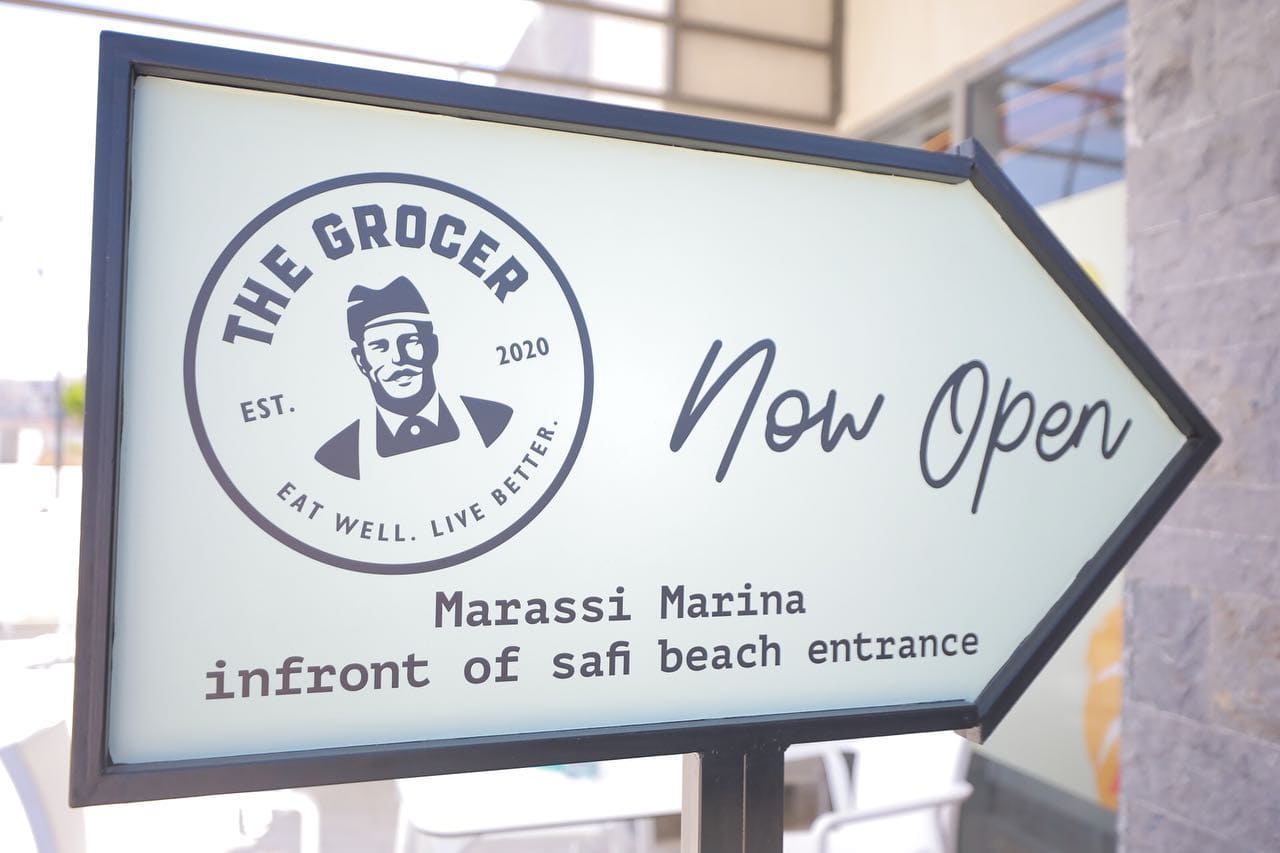 THE GROCER
EST. 2020
EAT WELL. LIVE BETTER.
Now Open
Marassi Marina
infront of safi beach entrance